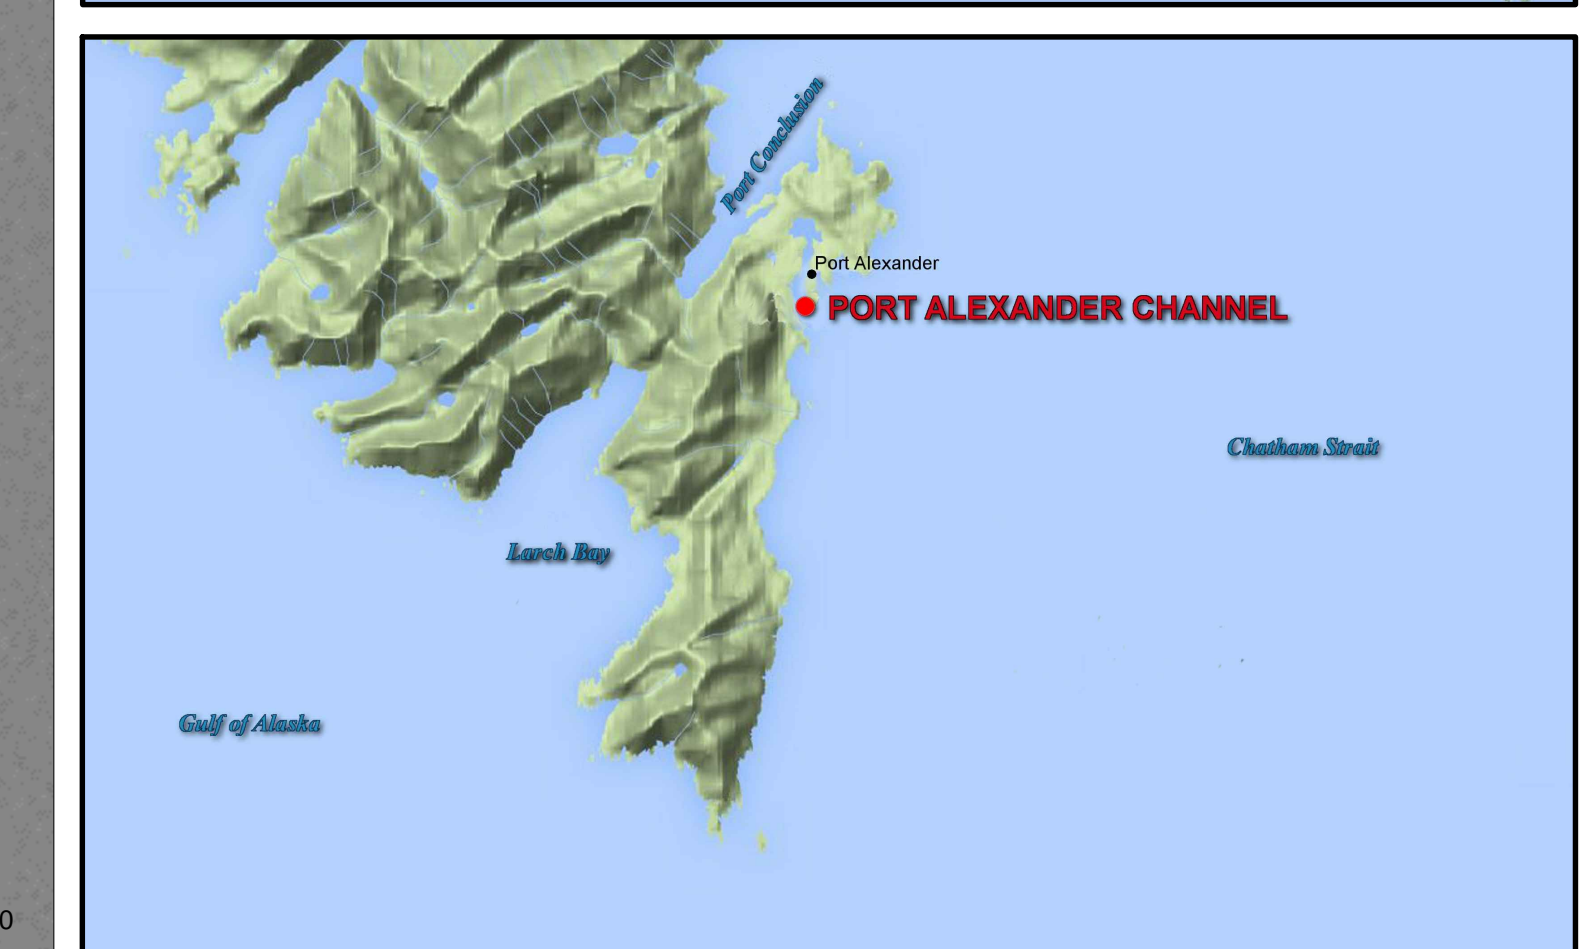 Port Conclusion
Port Alexander
PORT ALEXANDER CHANNEL
Chatham Strait
Larch Bay
Gulf of Alaska
0